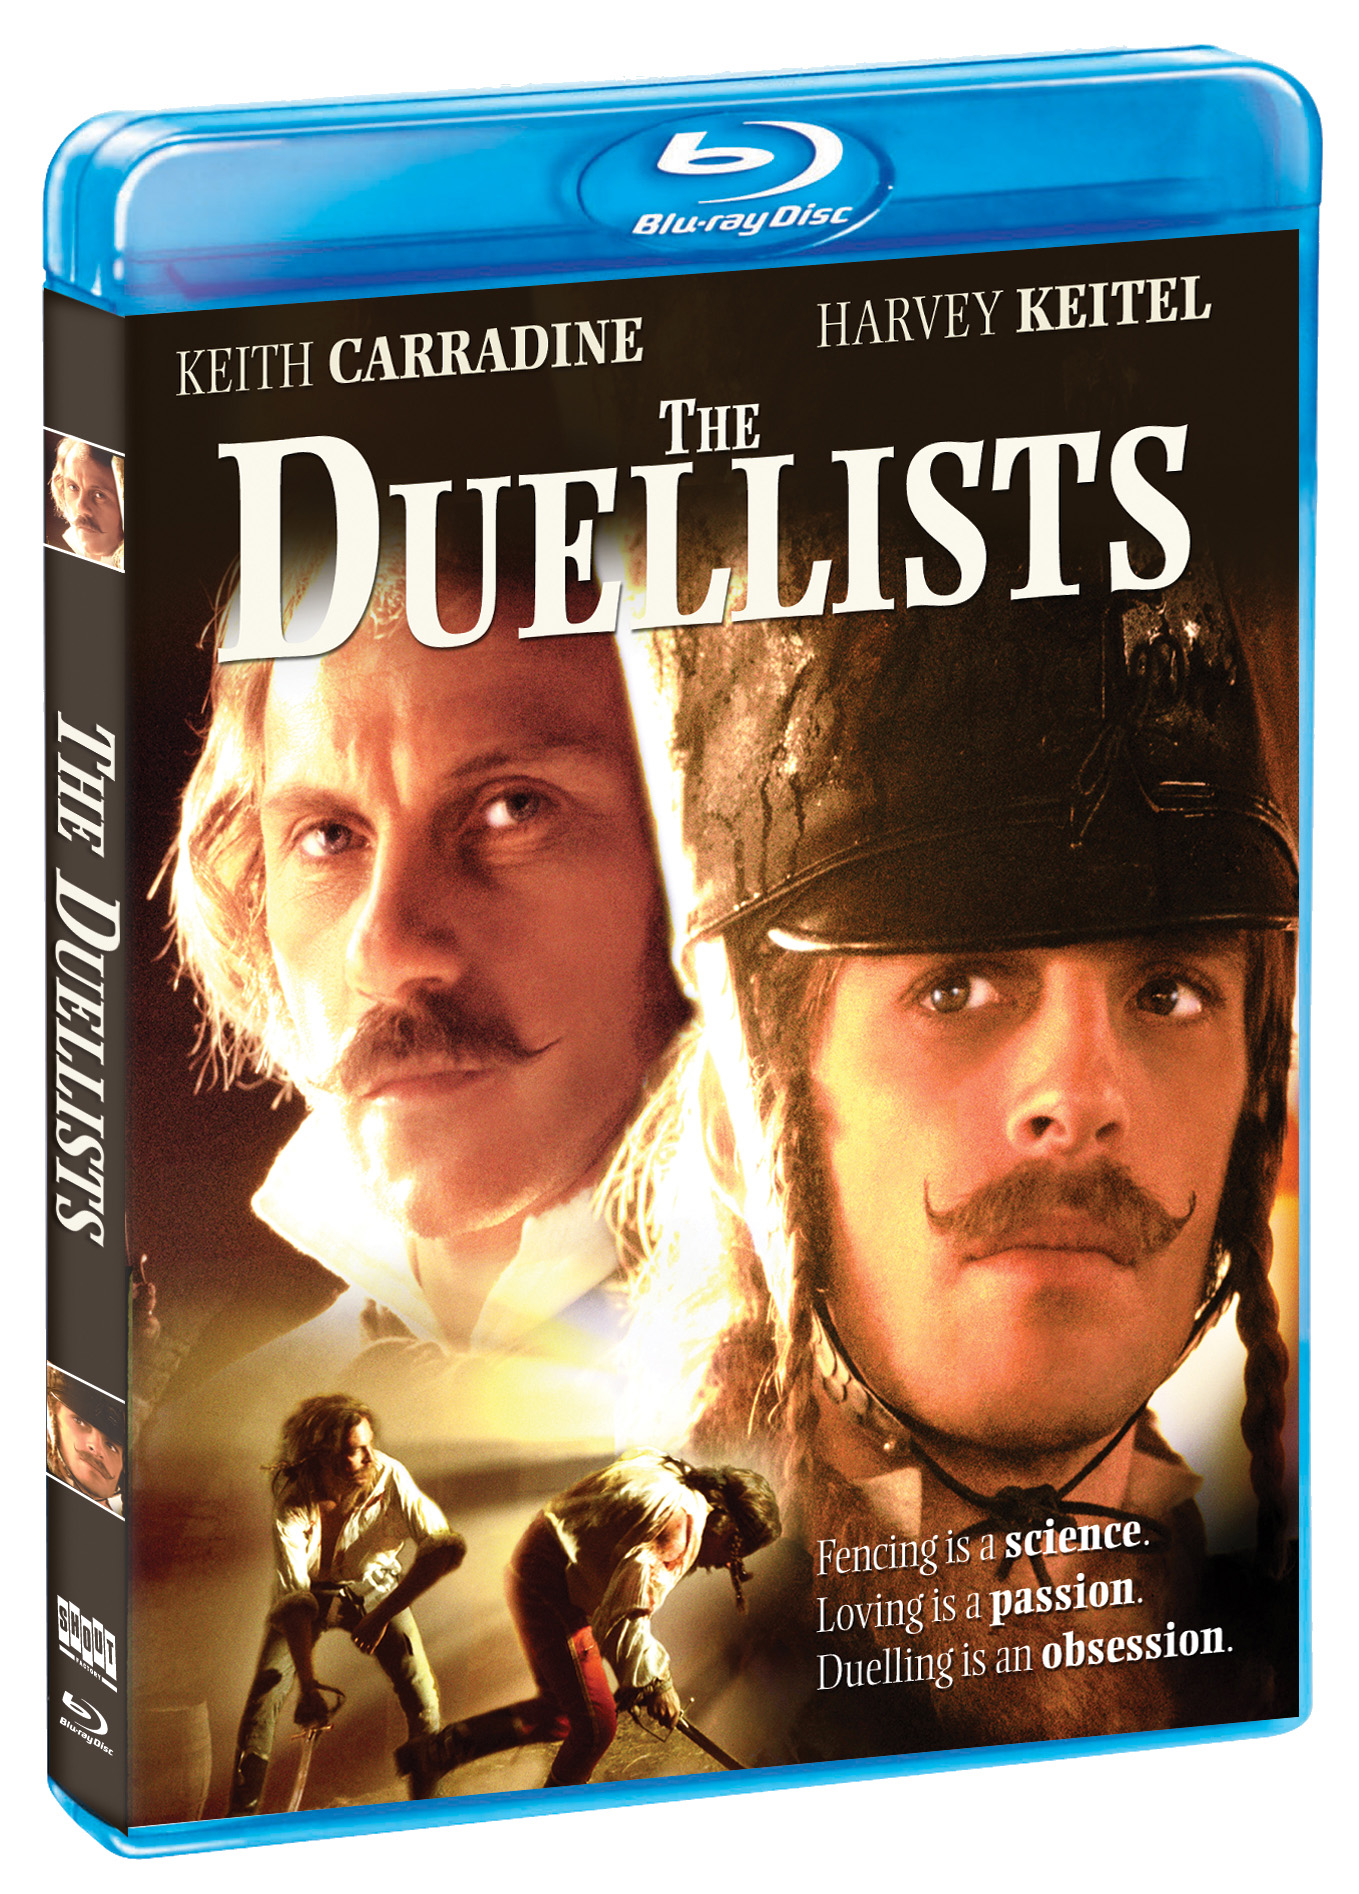 Blu-ray Disc
KEITH CARRADINE
HARVEY KEITEL
THE
DUELLISTS
Fencing is a science.
Loving is a passion.
Duelling is an obsession.
THE DUELLISTS
SHOUT
FACTORY
Blu-ray Disc